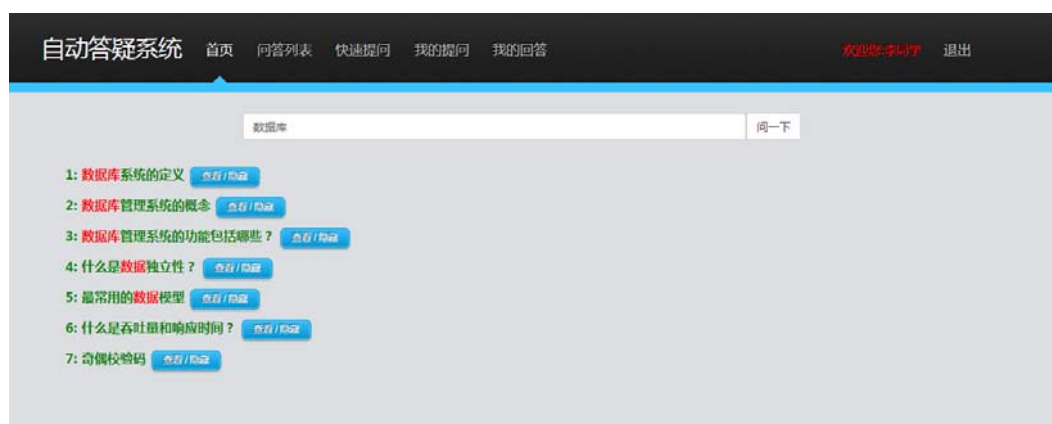 自动答疑系统 首页 问答列表 快速提问 我的提问 我的回答 欢迎您:李同学 退出
数据库 问一下
1: 数据库系统的定义 查看/隐藏
2: 数据库管理系统的概念 查看/隐藏
3: 数据库管理系统的功能包括哪些？ 查看/隐藏
4: 什么是数据独立性？ 查看/隐藏
5: 最常用的数据模型 查看/隐藏
6: 什么是吞吐量和响应时间？ 查看/隐藏
7: 奇偶校验码 查看/隐藏